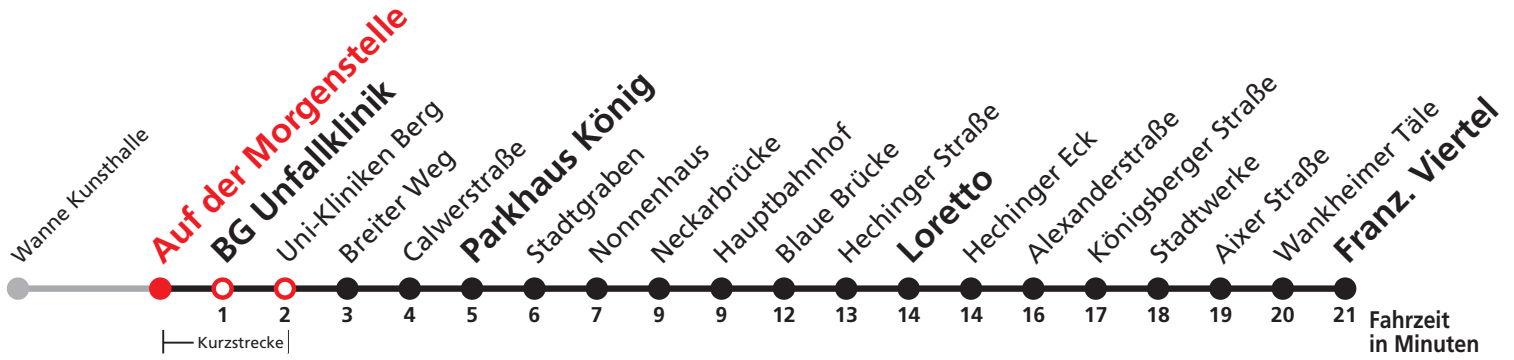 Wanne Kunsthalle
Auf der Morgenstelle
BG Unfallklinik
Uni-Kliniken Berg
Breiter Weg
Calwerstraße
Parkhaus König
Stadtgraben
Nonnenhaus
Neckarbrücke
Hauptbahnhof
Blaue Brücke
Hechinger Straße
Loretto
Hechinger Eck
Alexanderstraße
Königsberger Straße
Stadtwerke
Aixer Straße
Wankheimer Täle
Franz. Viertel
1 2 3 4 5 6 7 9 9 12 13 14 14 16 17 18 19 20 21
Fahrzeit
in Minuten
Kurzstrecke